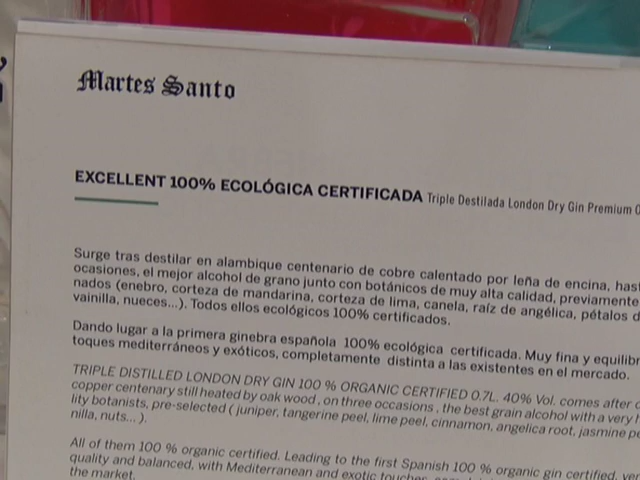 Martes Santo
EXCELLENT 100% ECOLÓGICA CERTIFICADA Triple Destilada London Dry Gin Premium
Surge tras destilar en alambique centenario de cobre calentado por leña de encina,
ocasiones, el mejor alcohol de grano junto con botánicos de muy alta calidad, previamente
nados (enebro, corteza de mandarina, corteza de lima, canela, raíz de angélica, pétalos
vainilla, nueces...). Todos ellos ecológicos 100% certificados.
Dando lugar a la primera ginebra española 100% ecológica certificada. Muy fina y
toques mediterráneos y exóticos, completamente distinta a las existentes en el mercado.
TRIPLE DISTILLED LONDON DRY GIN 100 % ORGANIC CERTIFIED 0.7L. 40% Vol. comes after
copper centenary still heated by oak wood , on three occasions , the best grain alcohol with a very
lity botanists, pre-selected ( juniper, tangerine peel, lime peel, cinnamon, angelica root, jasmine
nilla, nuts... ).
All of them 100 % organic certified. Leading to the first Spanish 100 % organic gin certified,
quality and balanced, with Mediterranean and exotic
the market.